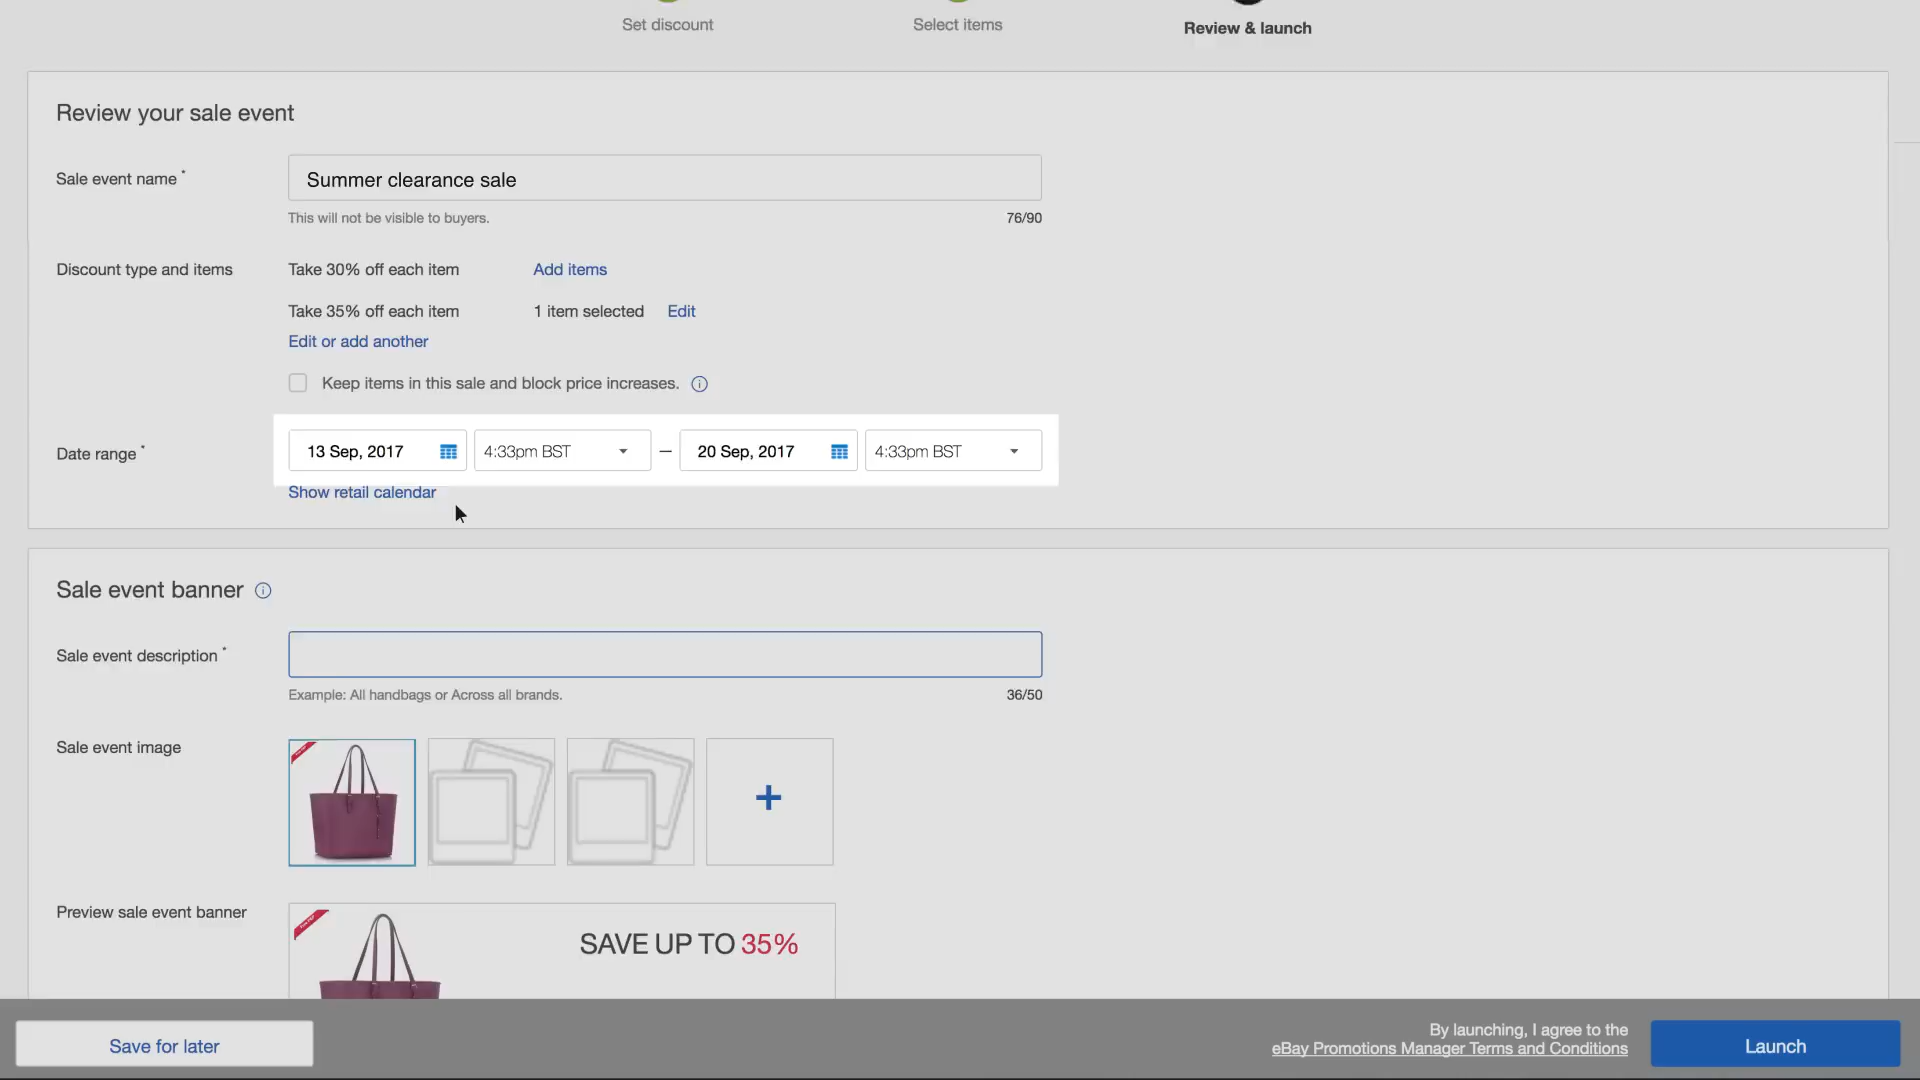 Set discount
Select items
Review & launch
Review your sale event
Sale event name *
Summer clearance sale
This will not be visible to buyers.
76/90
Discount type and items
Take 30% off each item
Add items
Take 35% off each item
1 item selected
Edit
Edit or add another
Keep items in this sale and block price increases.
Date range *
13 Sep, 2017
4:33pm BST
–
20 Sep, 2017
4:33pm BST
Show retail calendar
Sale event banner
Sale event description *
Example: All handbags or Across all brands.
36/50
Sale event image
Preview sale event banner
SAVE UP TO 35%
Save for later
By launching, I agree to the
eBay Promotions Manager Terms and Conditions
Launch